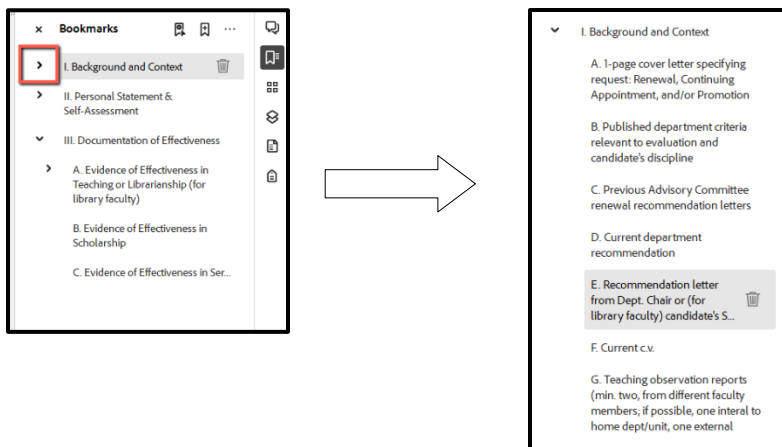 Bookmarks
I. Background and Context
II. Personal Statement &
Self-Assessment
III. Documentation of Effectiveness
A. Evidence of Effectiveness in
Teaching or Librarianship (for
library faculty)
B. Evidence of Effectiveness in
Scholarship
C. Evidence of Effectiveness in Ser...
I. Background and Context
A. 1-page cover letter specifying
request: Renewal, Continuing
Appointment, and/or Promotion
B. Published department criteria
relevant to evaluation and
candidate's discipline
C. Previous Advisory Committee
renewal recommendation letters
D. Current department
recommendation
E. Recommendation letter
from Dept. Chair or (for
library faculty) candidate's S...
F. Current c.v.
G. Teaching observation reports
(min. two, from different faculty
members; if possible, one interal to
home dept/unit, one external